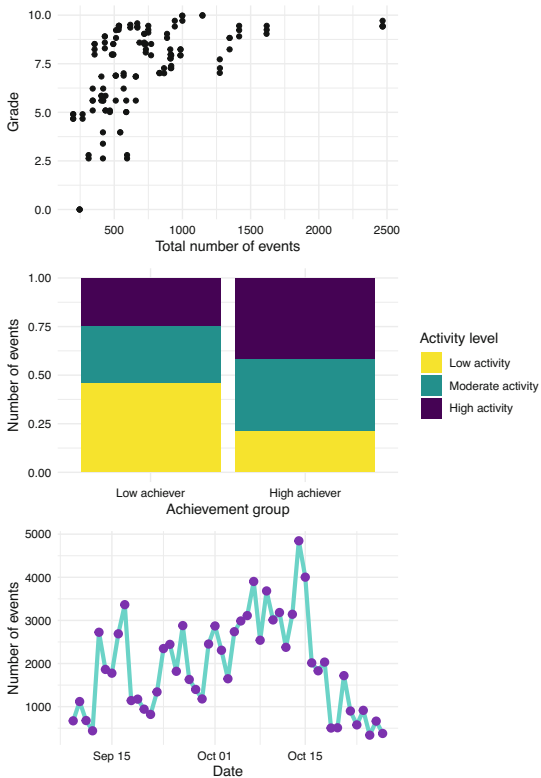 10.0
7.5
5.0
2.5
0.0
Grade
500 1000 1500 2000 2500
Total number of events
1.00
0.75
0.50
0.25
0.00
Number of events
Low achiever High achiever
Achievement group
Activity level
Low activity
Moderate activity
High activity
5000
4000
3000
2000
1000
Number of events
Sep 15 Oct 01 Oct 15
Date